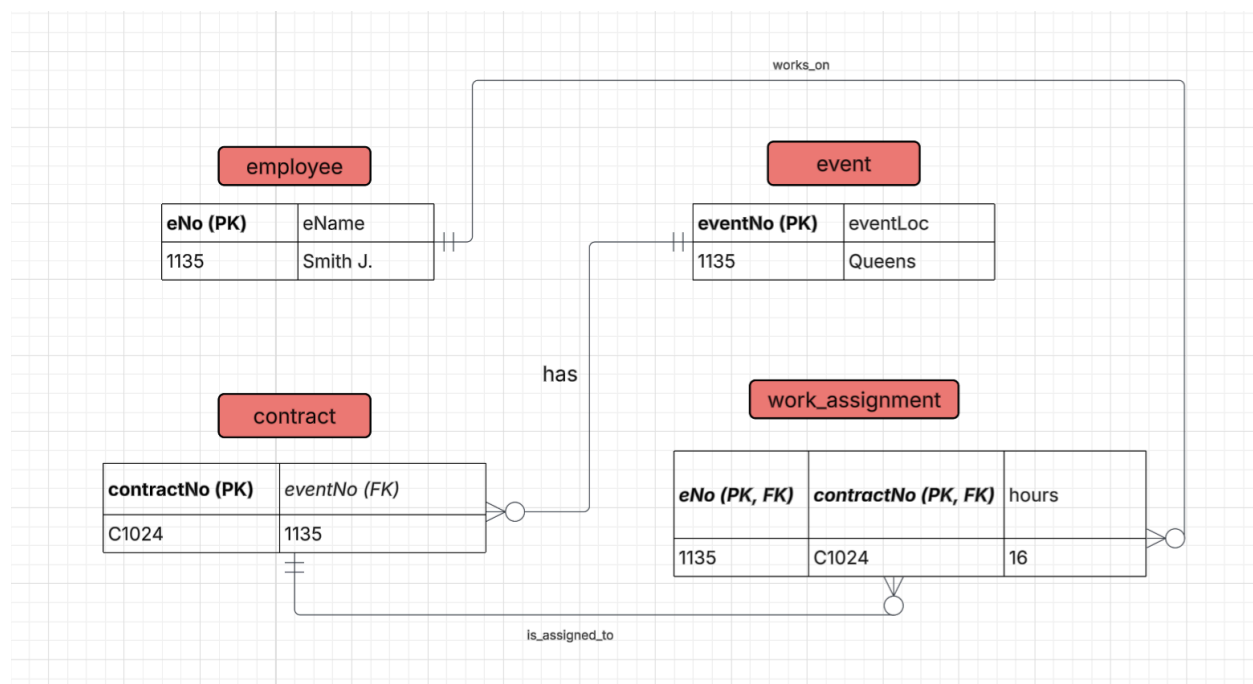 works_on
employee
event
eNo (PK) eName
1135 Smith J.
eventNo (PK) eventLoc
1135 Queens
has
contract
work_assignment
contractNo (PK) eventNo (FK)
C1024 1135
eNo (PK, FK) contractNo (PK, FK) hours
1135 C1024 16
is_assigned_to